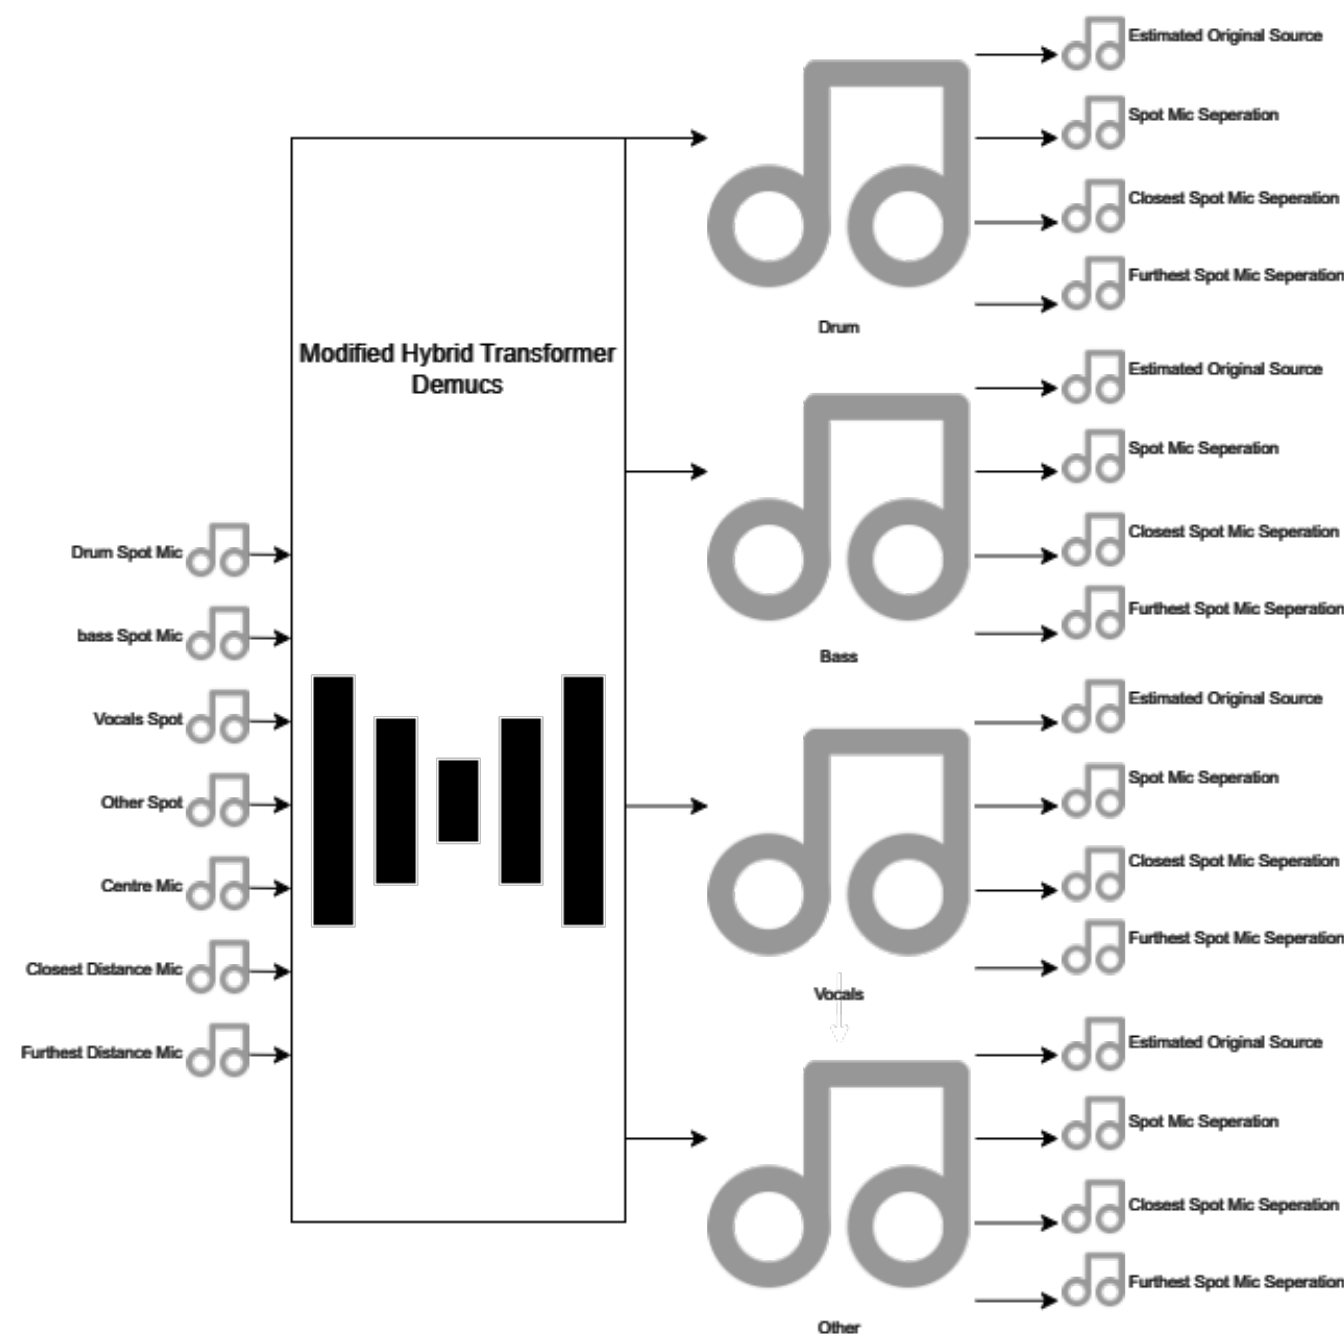 Modified Hybrid Transformer
Demucs
Drum Spot Mic
bass Spot Mic
Vocals Spot
Other Spot
Centre Mic
Closest Distance Mic
Furthest Distance Mic
Estimated Original Source
Spot Mic Seperation
Closest Spot Mic Seperation
Furthest Spot Mic Seperation
Drum
Estimated Original Source
Spot Mic Seperation
Closest Spot Mic Seperation
Furthest Spot Mic Seperation
Bass
Estimated Original Source
Spot Mic Seperation
Closest Spot Mic Seperation
Furthest Spot Mic Seperation
Vocals
Estimated Original Source
Spot Mic Seperation
Closest Spot Mic Seperation
Furthest Spot Mic Seperation
Other